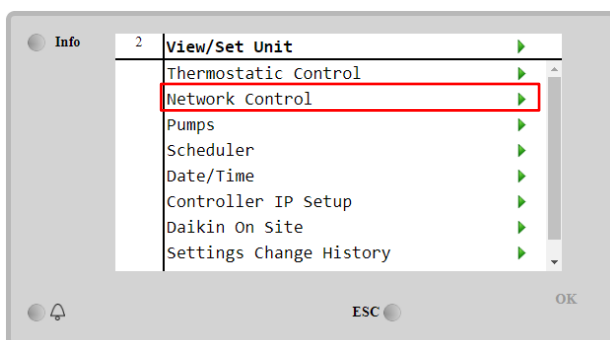 Info
2 View/Set Unit
Thermostatic Control
Network Control
Pumps
Scheduler
Date/Time
Controller IP Setup
Daikin On Site
Settings Change History
ESC
OK